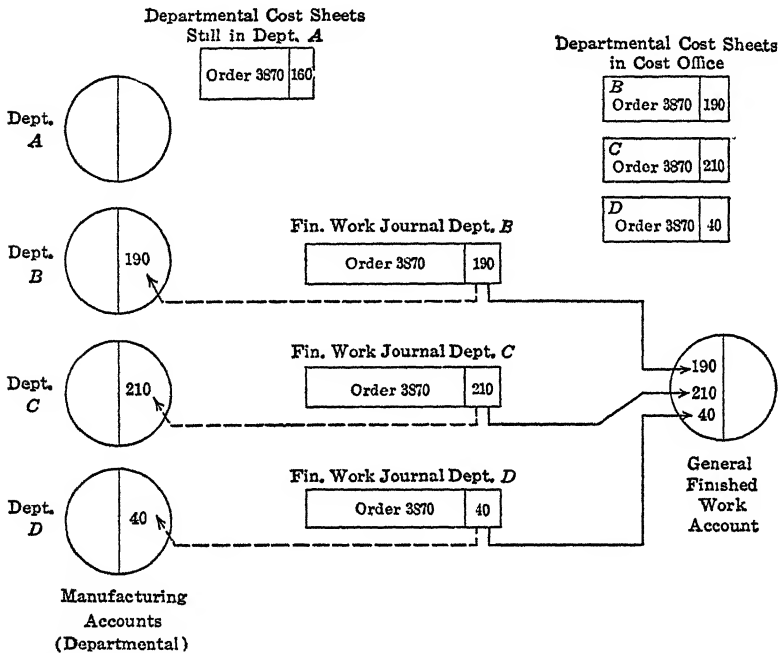 Departmental Cost Sheets
Still in Dept. A
Order 3870 160
Departmental Cost Sheets
in Cost Office
B
Order 3870 190
C
Order 3870 210
D
Order 3870 40
Dept.
A
Dept.
B
190
Fin. Work Journal Dept. B
Order 3870 190
Dept.
C
210
Fin. Work Journal Dept. C
Order 3870 210
190
210
40
General
Finished
Work
Account
Dept.
D
40
Fin. Work Journal Dept. D
Order 3870 40
Manufacturing
Accounts
(Departmental)